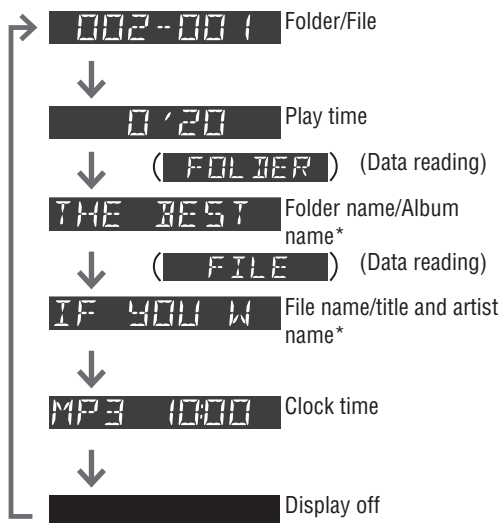 002-001 Folder/File
0'20 Play time
( FOLDER ) (Data reading)
THE BEST Folder name/Album
name*
( FILE ) (Data reading)
IF YOU W File name/title and artist
name*
MP3 10:00 Clock time
Display off